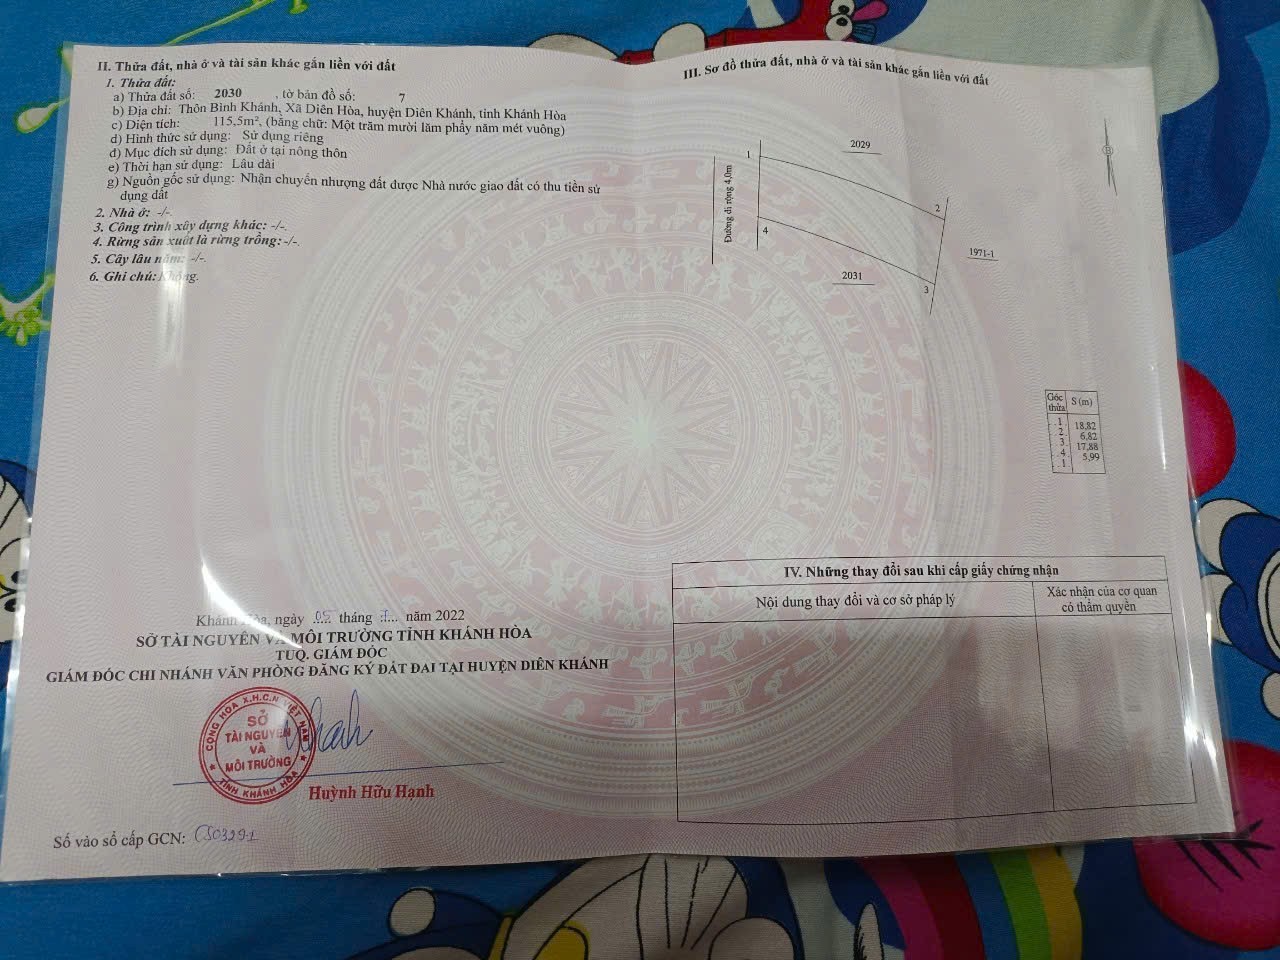 II. Thửa đất, nhà ở và tài sản khác gắn liền với đất
1. Thửa đất:
a) Thửa đất số: 2030 , tờ bản đồ số: 7
b) Địa chỉ: Thôn Bình Khánh, Xã Diên Hòa, huyện Diên Khánh, tỉnh Khánh Hòa
c) Diện tích: 115,5m², (bằng chữ: Một trăm mười lăm phẩy năm mét vuông)
d) Hình thức sử dụng: Sử dụng riêng
đ) Mục đích sử dụng: Đất ở tại nông thôn
e) Thời hạn sử dụng: Lâu dài
g) Nguồn gốc sử dụng: Nhận chuyển nhượng đất được Nhà nước giao đất có thu tiền sử
dụng đất
2. Nhà ở: -/-.
3. Công trình xây dựng khác: -/-.
4. Rừng sản xuất là rừng trồng:-/-.
5. Cây lâu năm: -/-.
6. Ghi chú: Không.
Khánh Hòa, ngày 05 tháng năm 2022
SỞ TÀI NGUYÊN VÀ MÔI TRƯỜNG TỈNH KHÁNH HÒA
TUQ. GIÁM ĐỐC
GIÁM ĐỐC CHI NHÁNH VĂN PHÒNG ĐĂNG KÝ ĐẤT ĐAI TẠI HUYỆN DIÊN KHÁNH
CỘNG HÒA X.H.C.N VIỆT NAM
SỞ
TÀI NGUYÊN
VÀ
MÔI TRƯỜNG
TỈNH KHÁNH HÒA
Huỳnh Hữu Hạnh
Số vào sổ cấp GCN: CS03291
III. Sơ đồ thửa đất, nhà ở và tài sản khác gắn liền với đất
2029
1
2
Đường đi rộng 4,0m
4
1971-1
2031
3
Góc thửa S (m)
1
18,82
2
6,82
3
17,88
4
5,99
1
IV. Những thay đổi sau khi cấp giấy chứng nhận
Nội dung thay đổi và cơ sở pháp lý
Xác nhận của cơ quan
có thẩm quyền